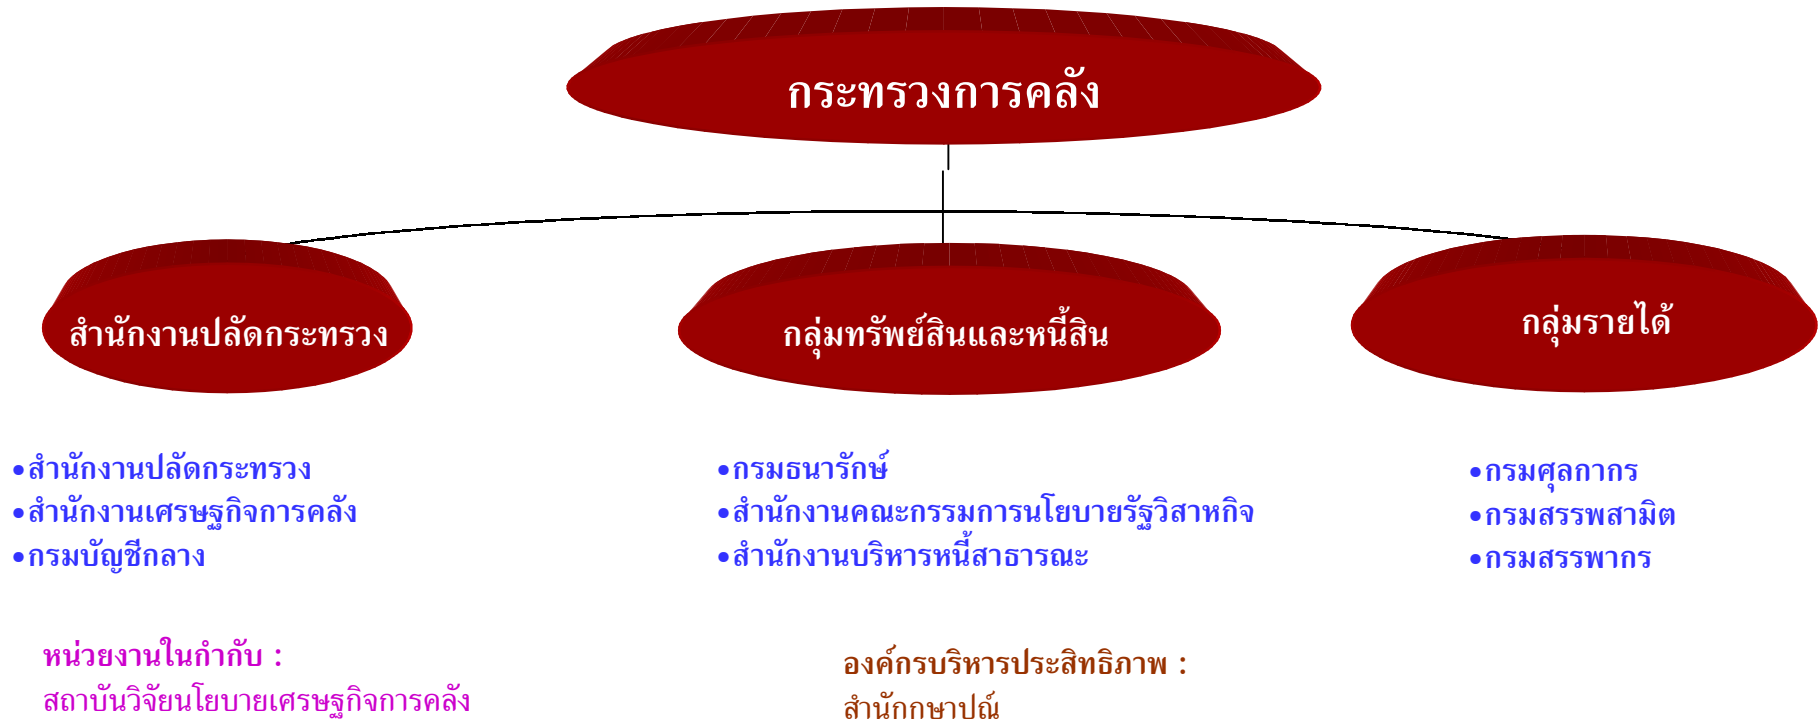 กระทรวงการคลัง
สำนักงานปลัดกระทรวง
กลุ่มทรัพย์สินและหนี้สิน
กลุ่มรายได้
•สำนักงานปลัดกระทรวง
•สำนักงานเศรษฐกิจการคลัง
•กรมบัญชีกลาง
•กรมธนารักษ์
•สำนักงานคณะกรรมการนโยบายรัฐวิสาหกิจ
•สำนักงานบริหารหนี้สาธารณะ
•กรมศุลกากร
•กรมสรรพสามิต
•กรมสรรพากร
หน่วยงานในกำกับ :
สถาบันวิจัยนโยบายเศรษฐกิจการคลัง
องค์กรบริหารประสิทธิภาพ :
สำนักกษาปณ์